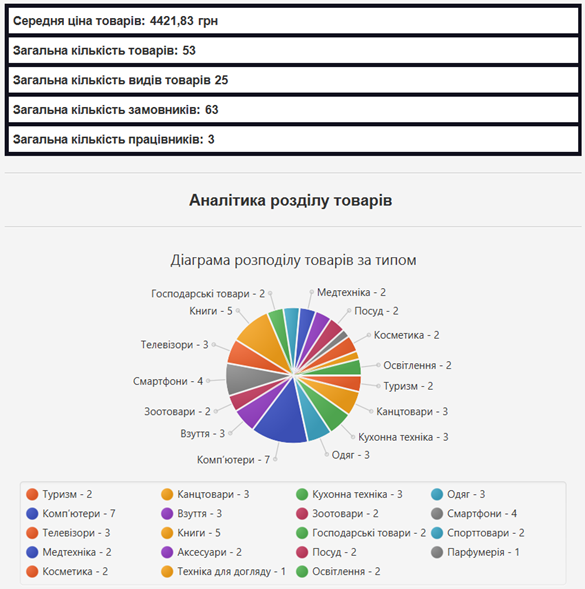 Середня ціна товарів: 4421,83 грн
Загальна кількість товарів: 53
Загальна кількість видів товарів 25
Загальна кількість замовників: 63
Загальна кількість працівників: 3
Аналітика розділу товарів
Діаграма розподілу товарів за типом
Господарські товари - 2
Медтехніка - 2
Книги - 5
Посуд - 2
Телевізори - 3
Косметика - 2
Смартфони - 4
Освітлення - 2
Туризм - 2
Зоотовари - 2
Канцтовари - 3
Взуття - 3
Кухонна техніка - 3
Комп'ютери - 7
Одяг - 3
Туризм - 2 Канцтовари - 3 Кухонна техніка - 3 Одяг - 3
Комп'ютери - 7 Взуття - 3 Зоотовари - 2 Смартфони - 4
Телевізори - 3 Книги - 5 Господарські товари - 2 Спорттовари - 2
Медтехніка - 2 Аксесуари - 2 Посуд - 2 Парфумерія - 1
Косметика - 2 Техніка для догляду - 1 Освітлення - 2